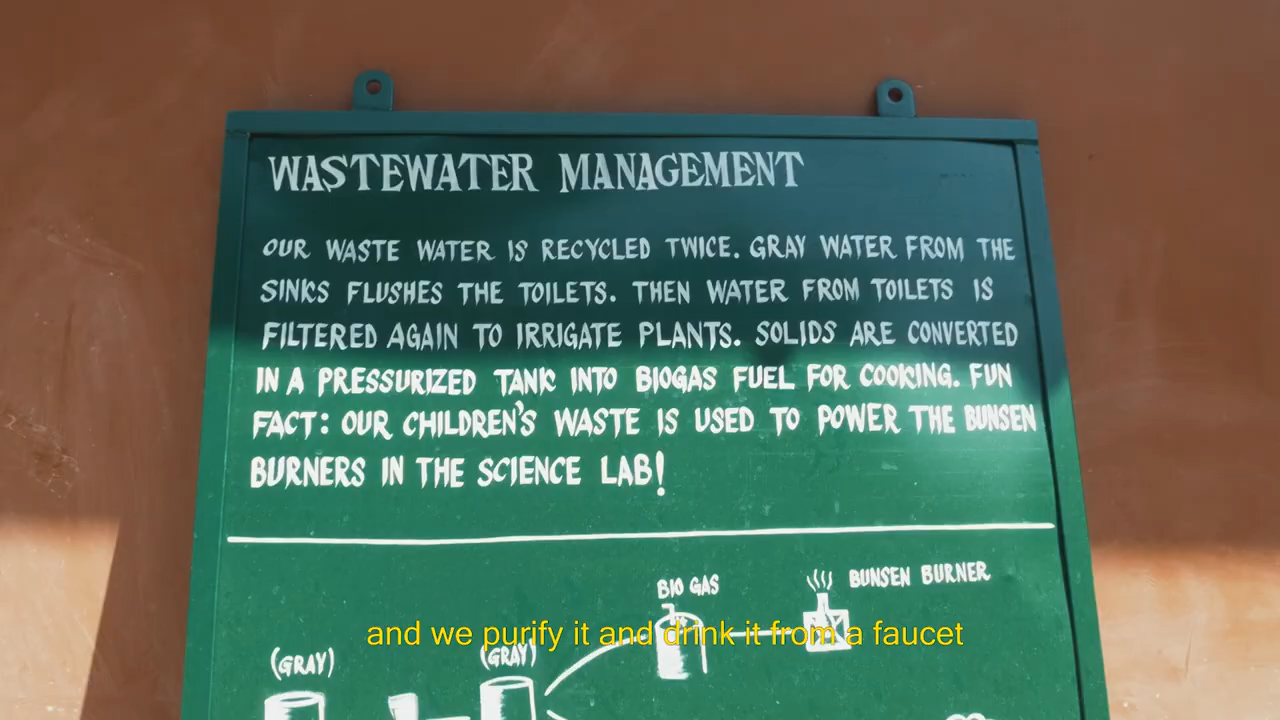 WASTEWATER MANAGEMENT
OUR WASTE WATER IS RECYCLED TWICE. GRAY WATER FROM THE
SINKS FLUSHES THE TOILETS. THEN WATER FROM TOILETS IS
FILTERED AGAIN TO IRRIGATE PLANTS. SOLIDS ARE CONVERTED
IN A PRESSURIZED TANK INTO BIOGAS FUEL FOR COOKING. FUN
FACT: OUR CHILDREN'S WASTE IS USED TO POWER THE BUNSEN
BURNERS IN THE SCIENCE LAB!
BIO GAS
BUNSEN BURNER
and we purify it and drink it from a faucet
(GRAY)
(GRAY)